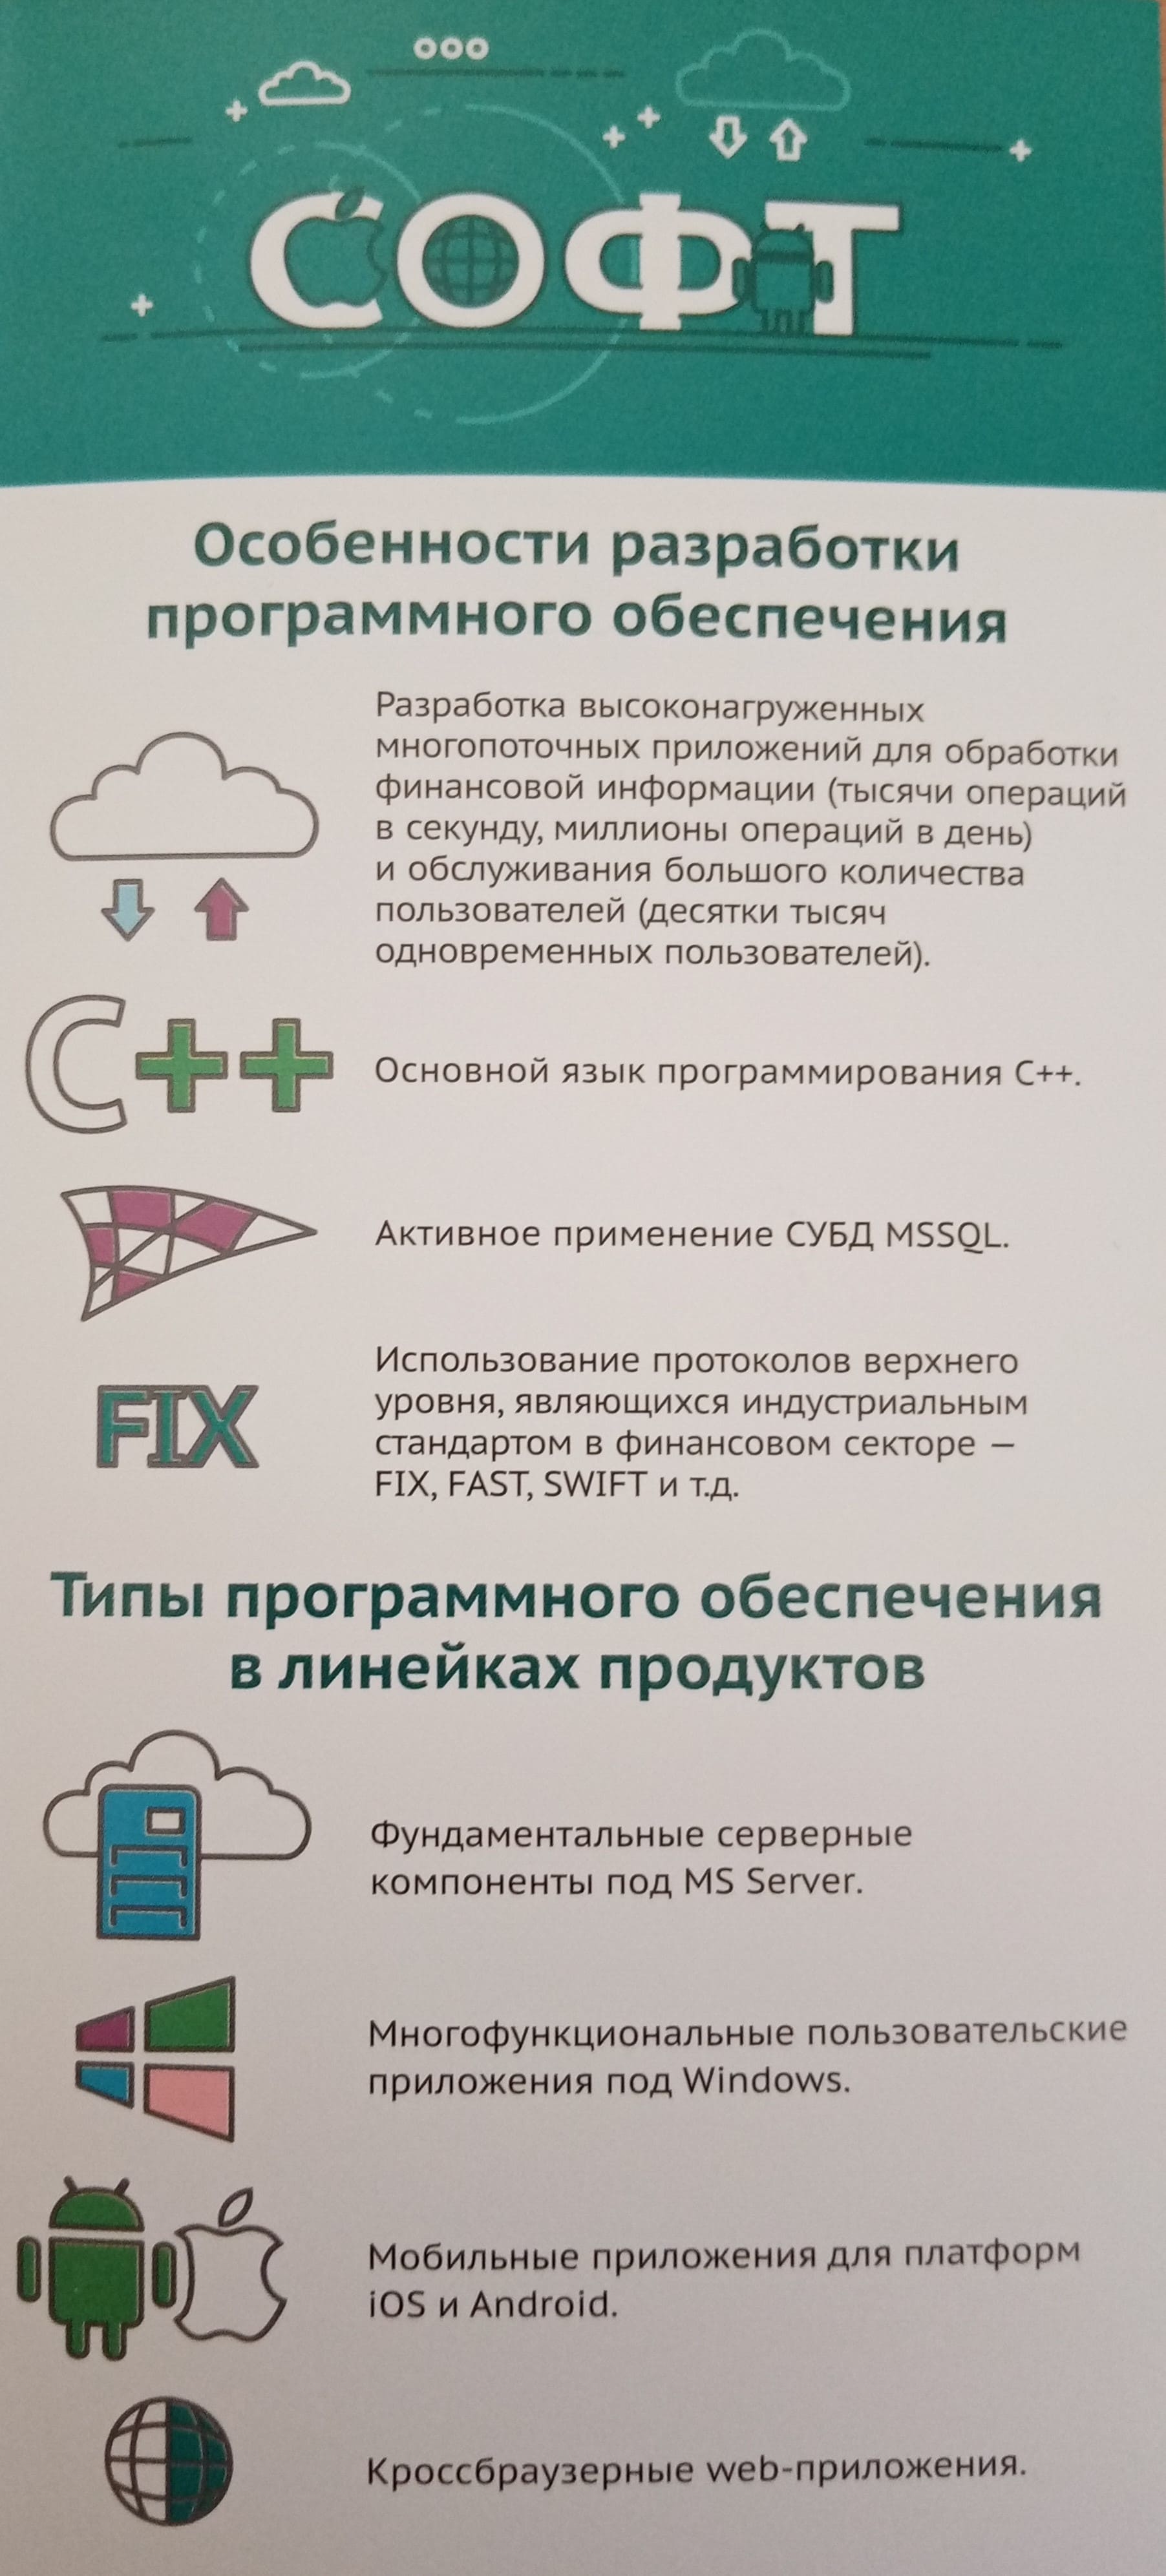 СОФТ
Особенности разработки
программного обеспечения
Разработка высоконагруженных
многопоточных приложений для обработки
финансовой информации (тысячи операций
в секунду, миллионы операций в день)
и обслуживания большого количества
пользователей (десятки тысяч
одновременных пользователей).
C++
Основной язык программирования C++.
Активное применение СУБД MSSQL.
FIX
Использование протоколов верхнего
уровня, являющихся индустриальным
стандартом в финансовом секторе —
FIX, FAST, SWIFT и т.д.
Типы программного обеспечения
в линейках продуктов
Фундаментальные серверные
компоненты под MS Server.
Многофункциональные пользовательские
приложения под Windows.
Мобильные приложения для платформ
iOS и Android.
Кроссбраузерные web-приложения.